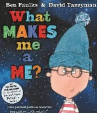 Ben Faulks & David Tazzyman
What
MAKES
me a
ME?